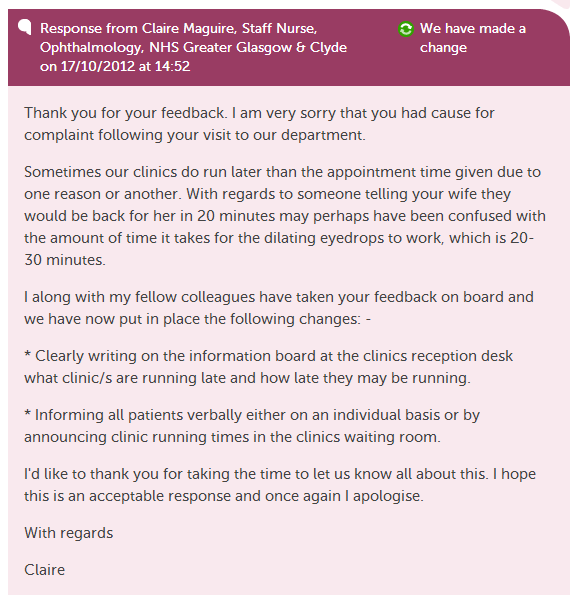 Response from Claire Maguire, Staff Nurse,
Ophthalmology, NHS Greater Glasgow & Clyde
on 17/10/2012 at 14:52
We have made a
change
Thank you for your feedback. I am very sorry that you had cause for
complaint following your visit to our department.
Sometimes our clinics do run later than the appointment time given due to
one reason or another. With regards to someone telling your wife they
would be back for her in 20 minutes may perhaps have been confused with
the amount of time it takes for the dilating eyedrops to work, which is 20-
30 minutes.
I along with my fellow colleagues have taken your feedback on board and
we have now put in place the following changes: -
* Clearly writing on the information board at the clinics reception desk
what clinic/s are running late and how late they may be running.
* Informing all patients verbally either on an individual basis or by
announcing clinic running times in the clinics waiting room.
I'd like to thank you for taking the time to let us know all about this. I hope
this is an acceptable response and once again I apologise.
With regards
Claire